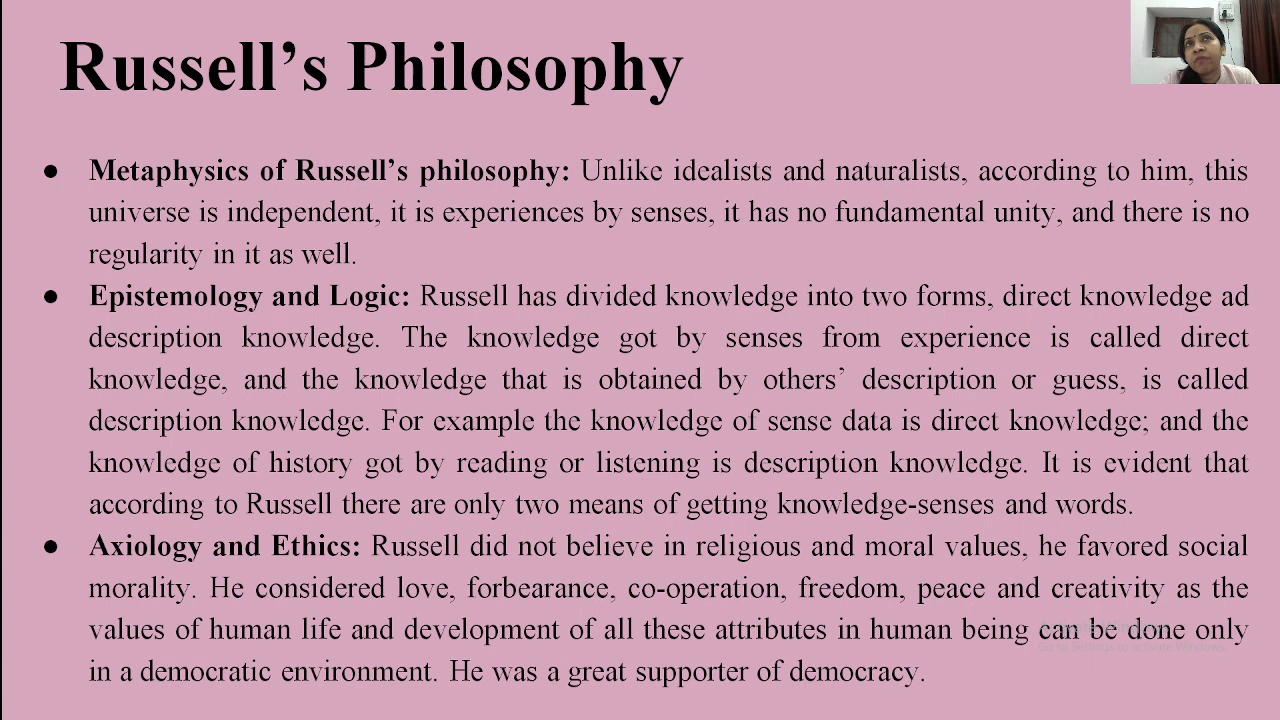 Russell’s Philosophy
● Metaphysics of Russell’s philosophy: Unlike idealists and naturalists, according to him, this
universe is independent, it is experiences by senses, it has no fundamental unity, and there is no
regularity in it as well.
● Epistemology and Logic: Russell has divided knowledge into two forms, direct knowledge ad
description knowledge. The knowledge got by senses from experience is called direct
knowledge, and the knowledge that is obtained by others’ description or guess, is called
description knowledge. For example the knowledge of sense data is direct knowledge; and the
knowledge of history got by reading or listening is description knowledge. It is evident that
according to Russell there are only two means of getting knowledge-senses and words.
● Axiology and Ethics: Russell did not believe in religious and moral values, he favored social
morality. He considered love, forbearance, co-operation, freedom, peace and creativity as the
values of human life and development of all these attributes in human being can be done only
in a democratic environment. He was a great supporter of democracy.
Activate Windows
Go to Settings to activate Windows.